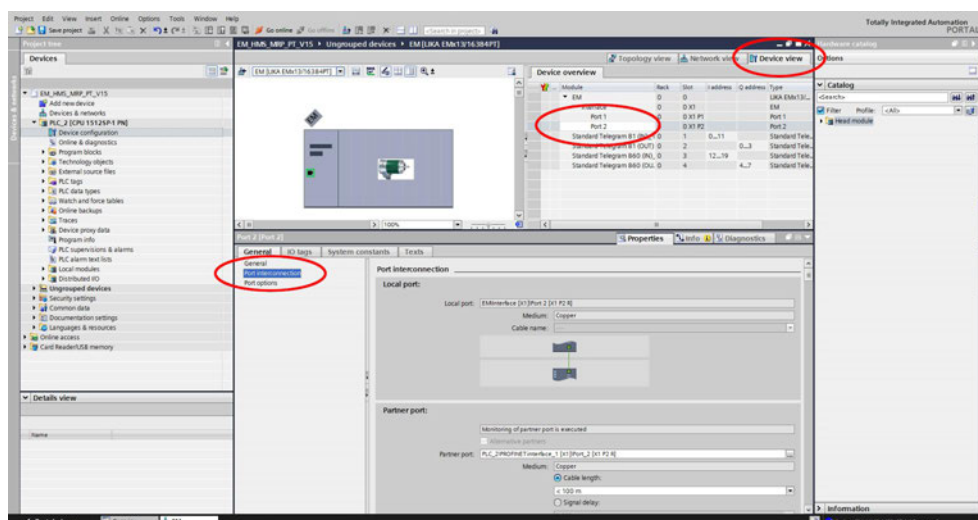 Project Edit View Insert Online Options Tools Window Help
Totally Integrated Automation
PORTAL
Save project
Go online
Go offline
<Search in project>
Project tree
EM_HMS_MRP_PT_V15 › Ungrouped devices › EM [LIKA EMx13/16384PT]
Hardware catalog
Devices
Topology view
Network view
Device view
Options
EM [LIKA EMx13/16384PT]
Device overview
Module Rack Slot I address Q address Type
EM 0 0 LIKA EMx13/...
Interface 0 0 X1 EM
Port 1 0 0 X1 P1 Port 1
Port 2 0 0 X1 P2 Port 2
Standard Telegram 81 (IN)_1 0 1 0...11 Standard Tele...
Standard Telegram 81 (OUT) 0 2 0...3 Standard Tele...
Standard Telegram 860 (IN)_ 0 3 12...19 Standard Tele...
Standard Telegram 860 (OU.. 0 4 4...7 Standard Tele...
Catalog
<Search>
Filter Profile: <All>
Head module
EM_HMS_MRP_PT_V15
Add new device
Devices & networks
PLC_2 [CPU 1512SP-1 PN]
Device configuration
Online & diagnostics
Program blocks
Technology objects
External source files
PLC tags
PLC data types
Watch and force tables
Online backups
Traces
Device proxy data
Program info
PLC supervisions & alarms
PLC alarm text lists
Local modules
Distributed I/O
Ungrouped devices
Security settings
Common data
Documentation settings
Languages & resources
Online access
Card Reader/USB memory
Details view
Name
100%
Port 2 [Port 2]
Properties
Info
Diagnostics
General IO tags System constants Texts
General
Port interconnection
Port options
Port interconnection
Local port:
Local port: EM\Interface [X1]\Port 2 [X1 P2 R]
Medium: Copper
Cable name: ---
Partner port:
Monitoring of partner port is executed
Alternative partners
Partner port: PLC_2\PROFINET interface_1 [X1]\Port_2 [X1 P2 R]
Medium: Copper
Cable length:
< 100 m
Signal delay:
Information